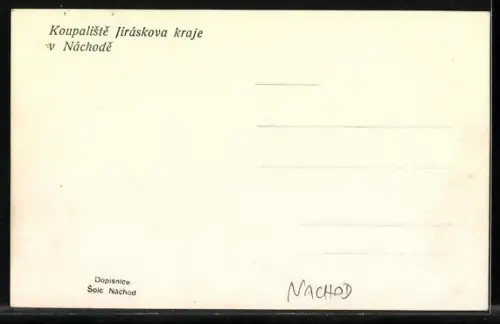 Koupaliště Jiráskova kraje
v Náchodě
Dopisnice
Šolc Náchod
NACHOD